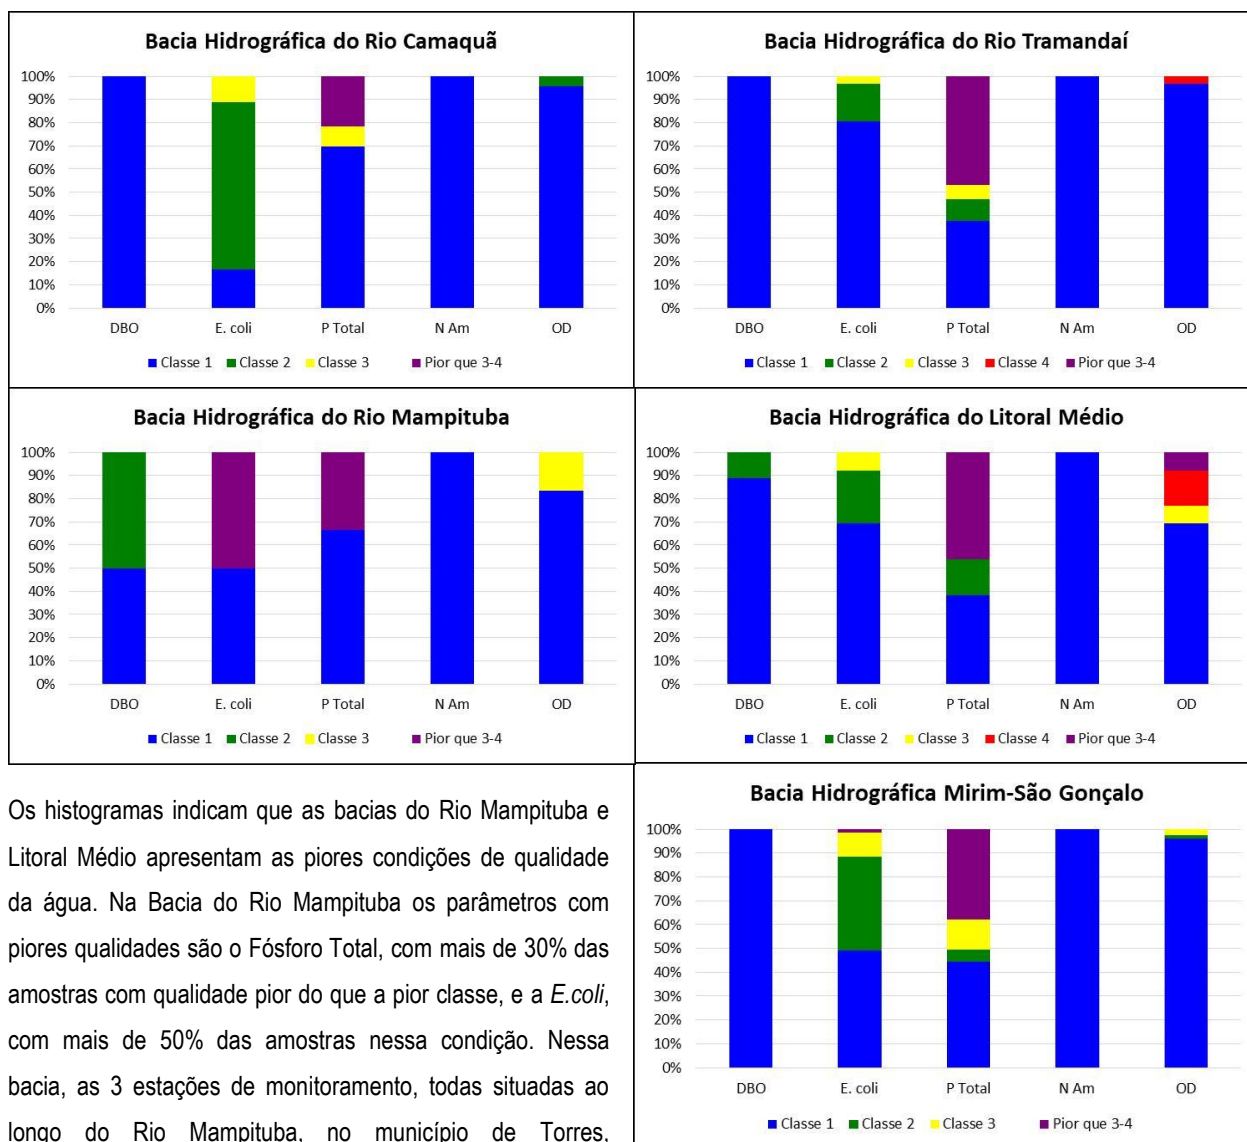 Bacia Hidrográfica do Rio Camaquã
100%
90%
80%
70%
60%
50%
40%
30%
20%
10%
0%
DBO E. coli P Total N Am OD
Classe 1 Classe 2 Classe 3 Pior que 3-4
Bacia Hidrográfica do Rio Tramandaí
100%
90%
80%
70%
60%
50%
40%
30%
20%
10%
0%
DBO E. coli P Total N Am OD
Classe 1 Classe 2 Classe 3 Classe 4 Pior que 3-4
Bacia Hidrográfica do Rio Mampituba
100%
90%
80%
70%
60%
50%
40%
30%
20%
10%
0%
DBO E. coli P Total N Am OD
Classe 1 Classe 2 Classe 3 Pior que 3-4
Bacia Hidrográfica do Litoral Médio
100%
90%
80%
70%
60%
50%
40%
30%
20%
10%
0%
DBO E. coli P Total N Am OD
Classe 1 Classe 2 Classe 3 Classe 4 Pior que 3-4
Os histogramas indicam que as bacias do Rio Mampituba e
Litoral Médio apresentam as piores condições de qualidade
da água. Na Bacia do Rio Mampituba os parâmetros com
piores qualidades são o Fósforo Total, com mais de 30% das
amostras com qualidade pior do que a pior classe, e a E.coli,
com mais de 50% das amostras nessa condição. Nessa
bacia, as 3 estações de monitoramento, todas situadas ao
longo do Rio Mampituba, no município de Torres,
Bacia Hidrográfica Mirim-São Gonçalo
100%
90%
80%
70%
60%
50%
40%
30%
20%
10%
0%
DBO E. coli P Total N Am OD
Classe 1 Classe 2 Classe 3 Pior que 3-4